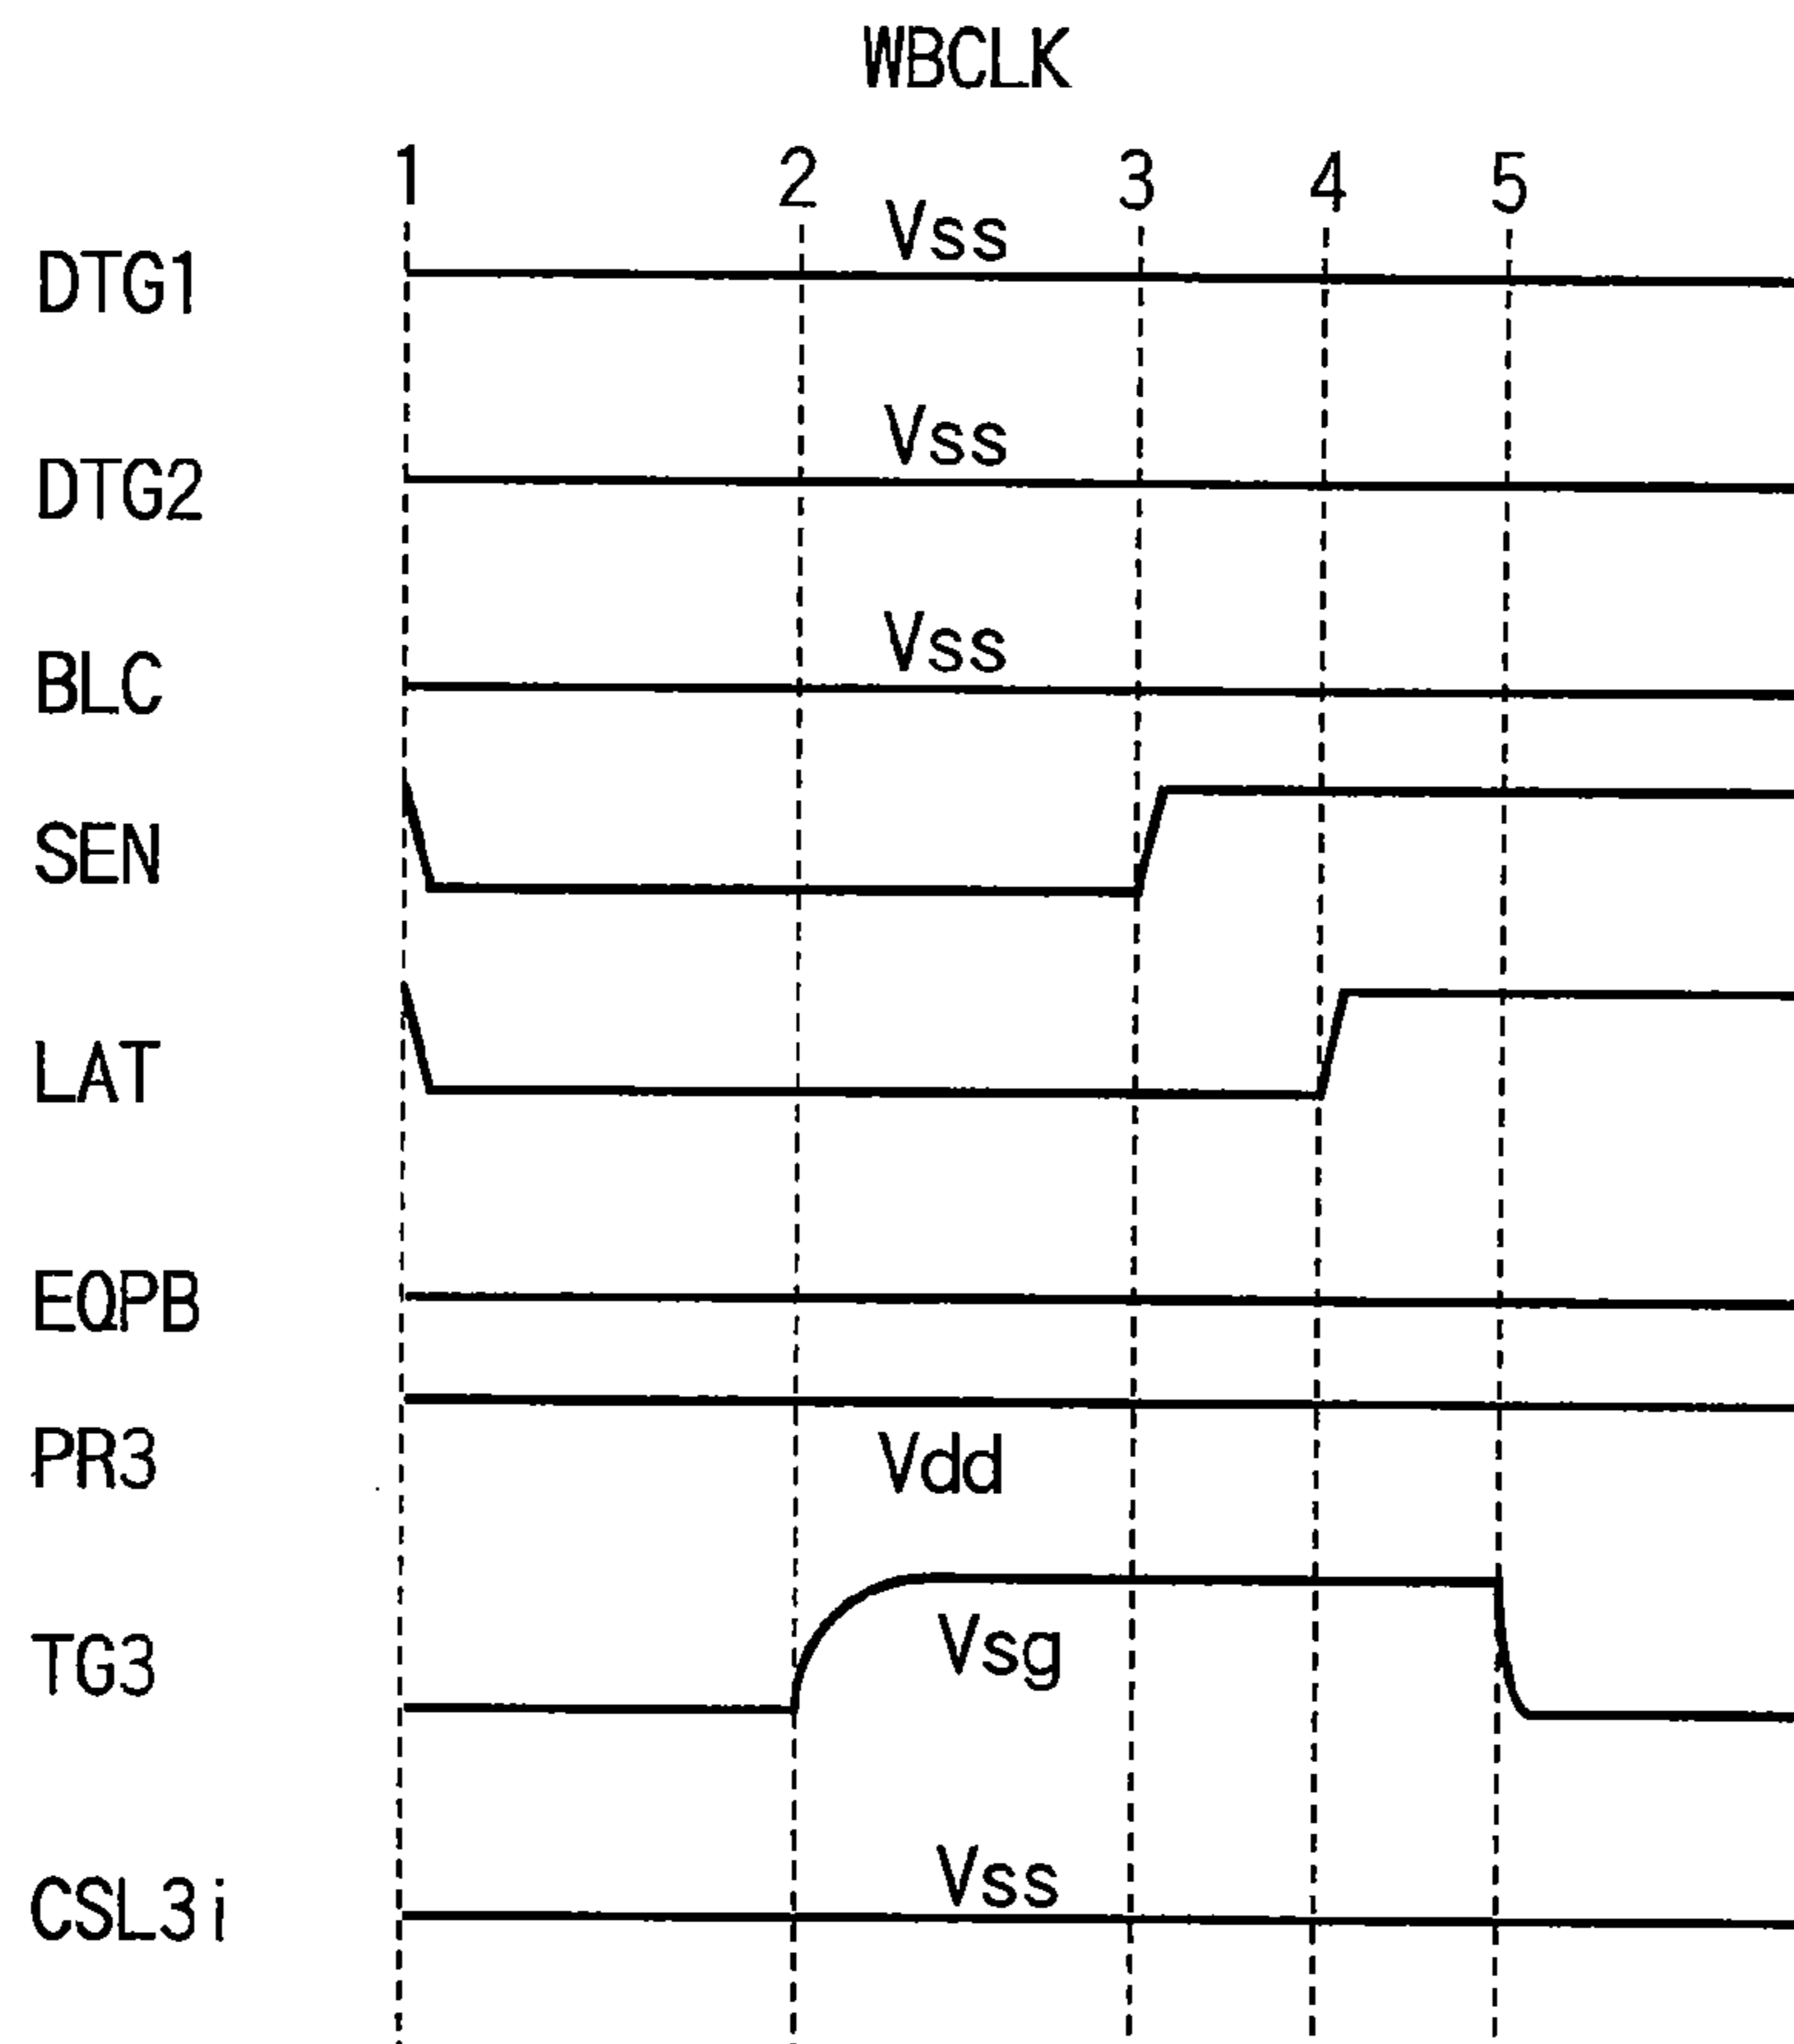 WBCLK
1 2 3 4 5
DTG1 Vss
DTG2 Vss
BLC Vss
SEN
LAT
EQPB
PR3 Vdd
TG3 Vsg
CSL3i Vss